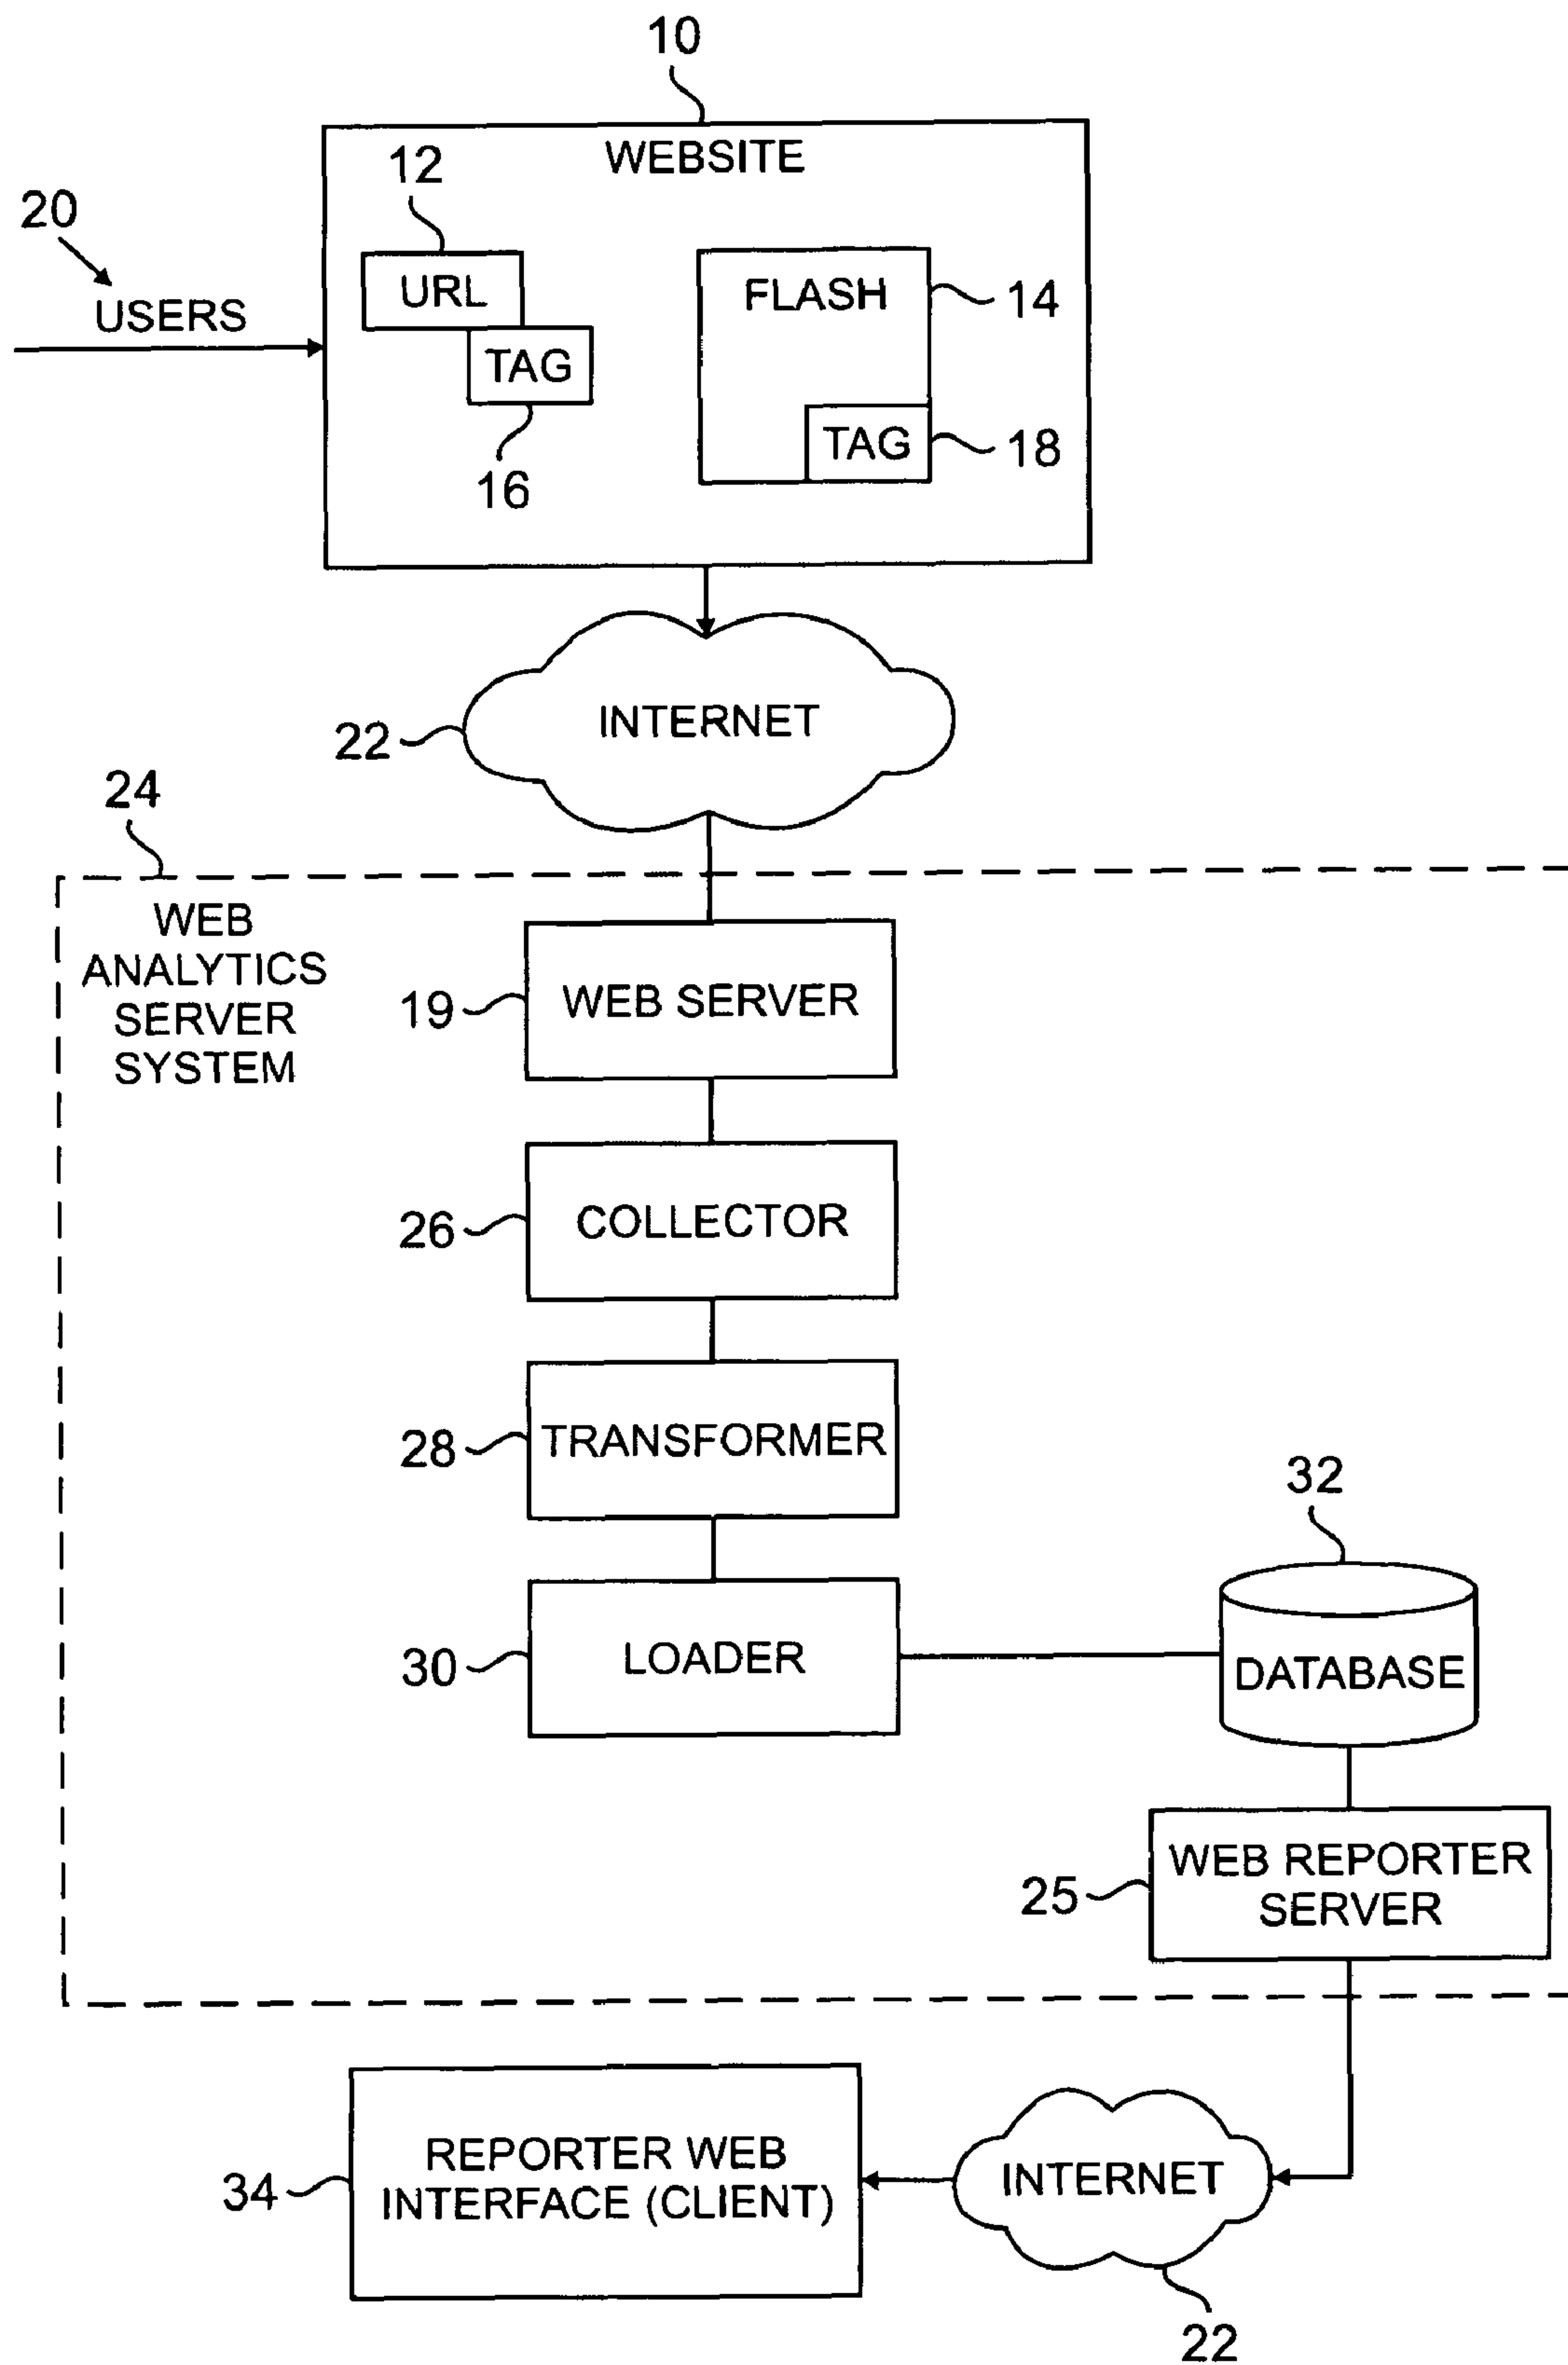 10
WEBSITE
12
20
URL
FLASH
14
USERS
TAG
TAG
18
16
INTERNET
22
24
WEB
ANALYTICS
SERVER
SYSTEM
WEB SERVER
19
COLLECTOR
26
TRANSFORMER
28
32
LOADER
30
DATABASE
WEB REPORTER
SERVER
25
REPORTER WEB
INTERFACE (CLIENT)
34
INTERNET
22